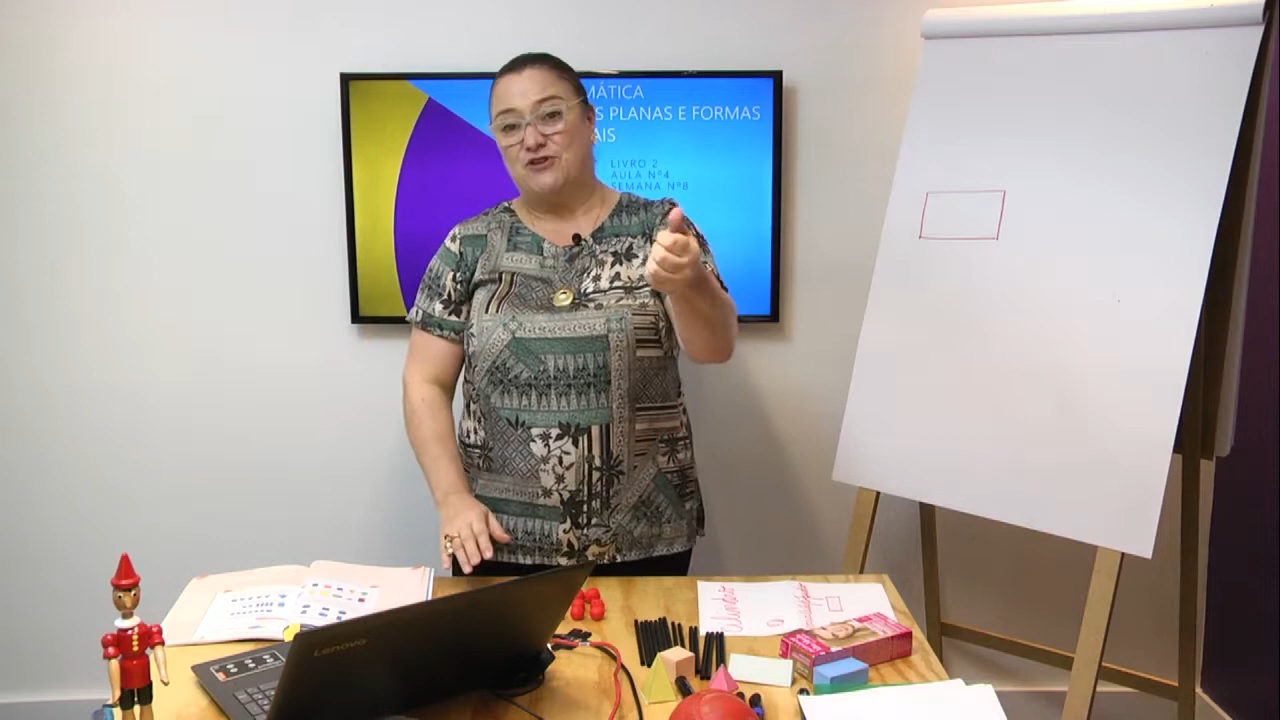 MÁTICA
S PLANAS E FORMAS
AIS
LIVRO 2
AULA Nº4
SEMANA Nº8
Lenovo